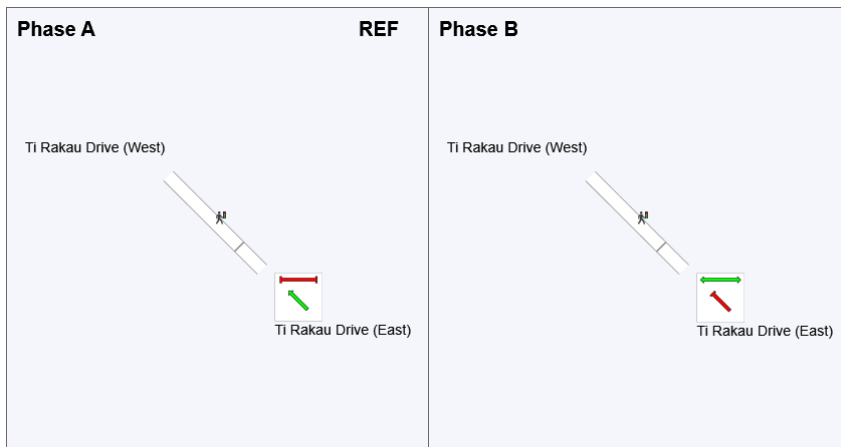 Phase A
REF
Ti Rakau Drive (West)
Ti Rakau Drive (East)
Phase B
Ti Rakau Drive (West)
Ti Rakau Drive (East)